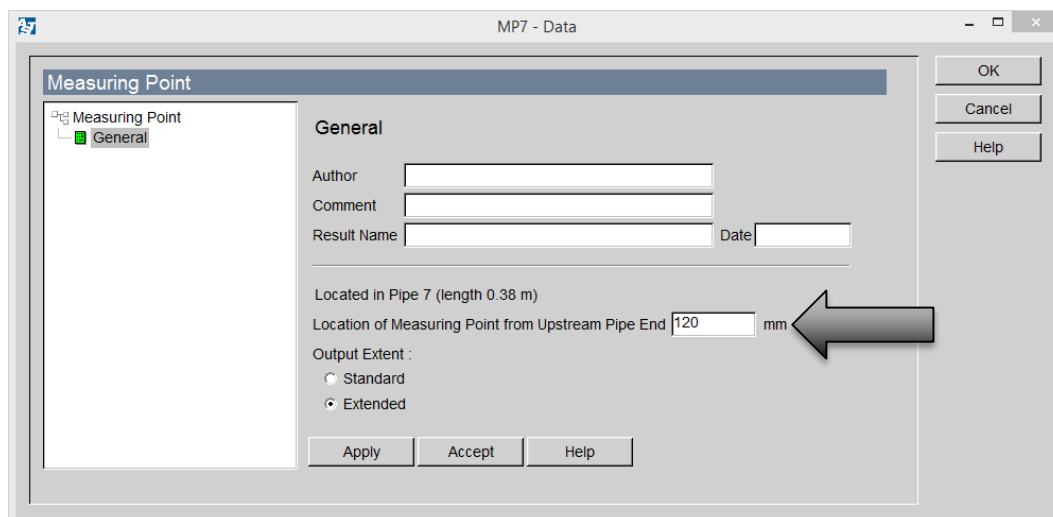 MP7 - Data
Measuring Point
OK
Cancel
Help
Measuring Point
General
General
Author
Comment
Result Name
Date
Located in Pipe 7 (length 0.38 m)
Location of Measuring Point from Upstream Pipe End 120 mm
Output Extent :
Standard
Extended
Apply
Accept
Help